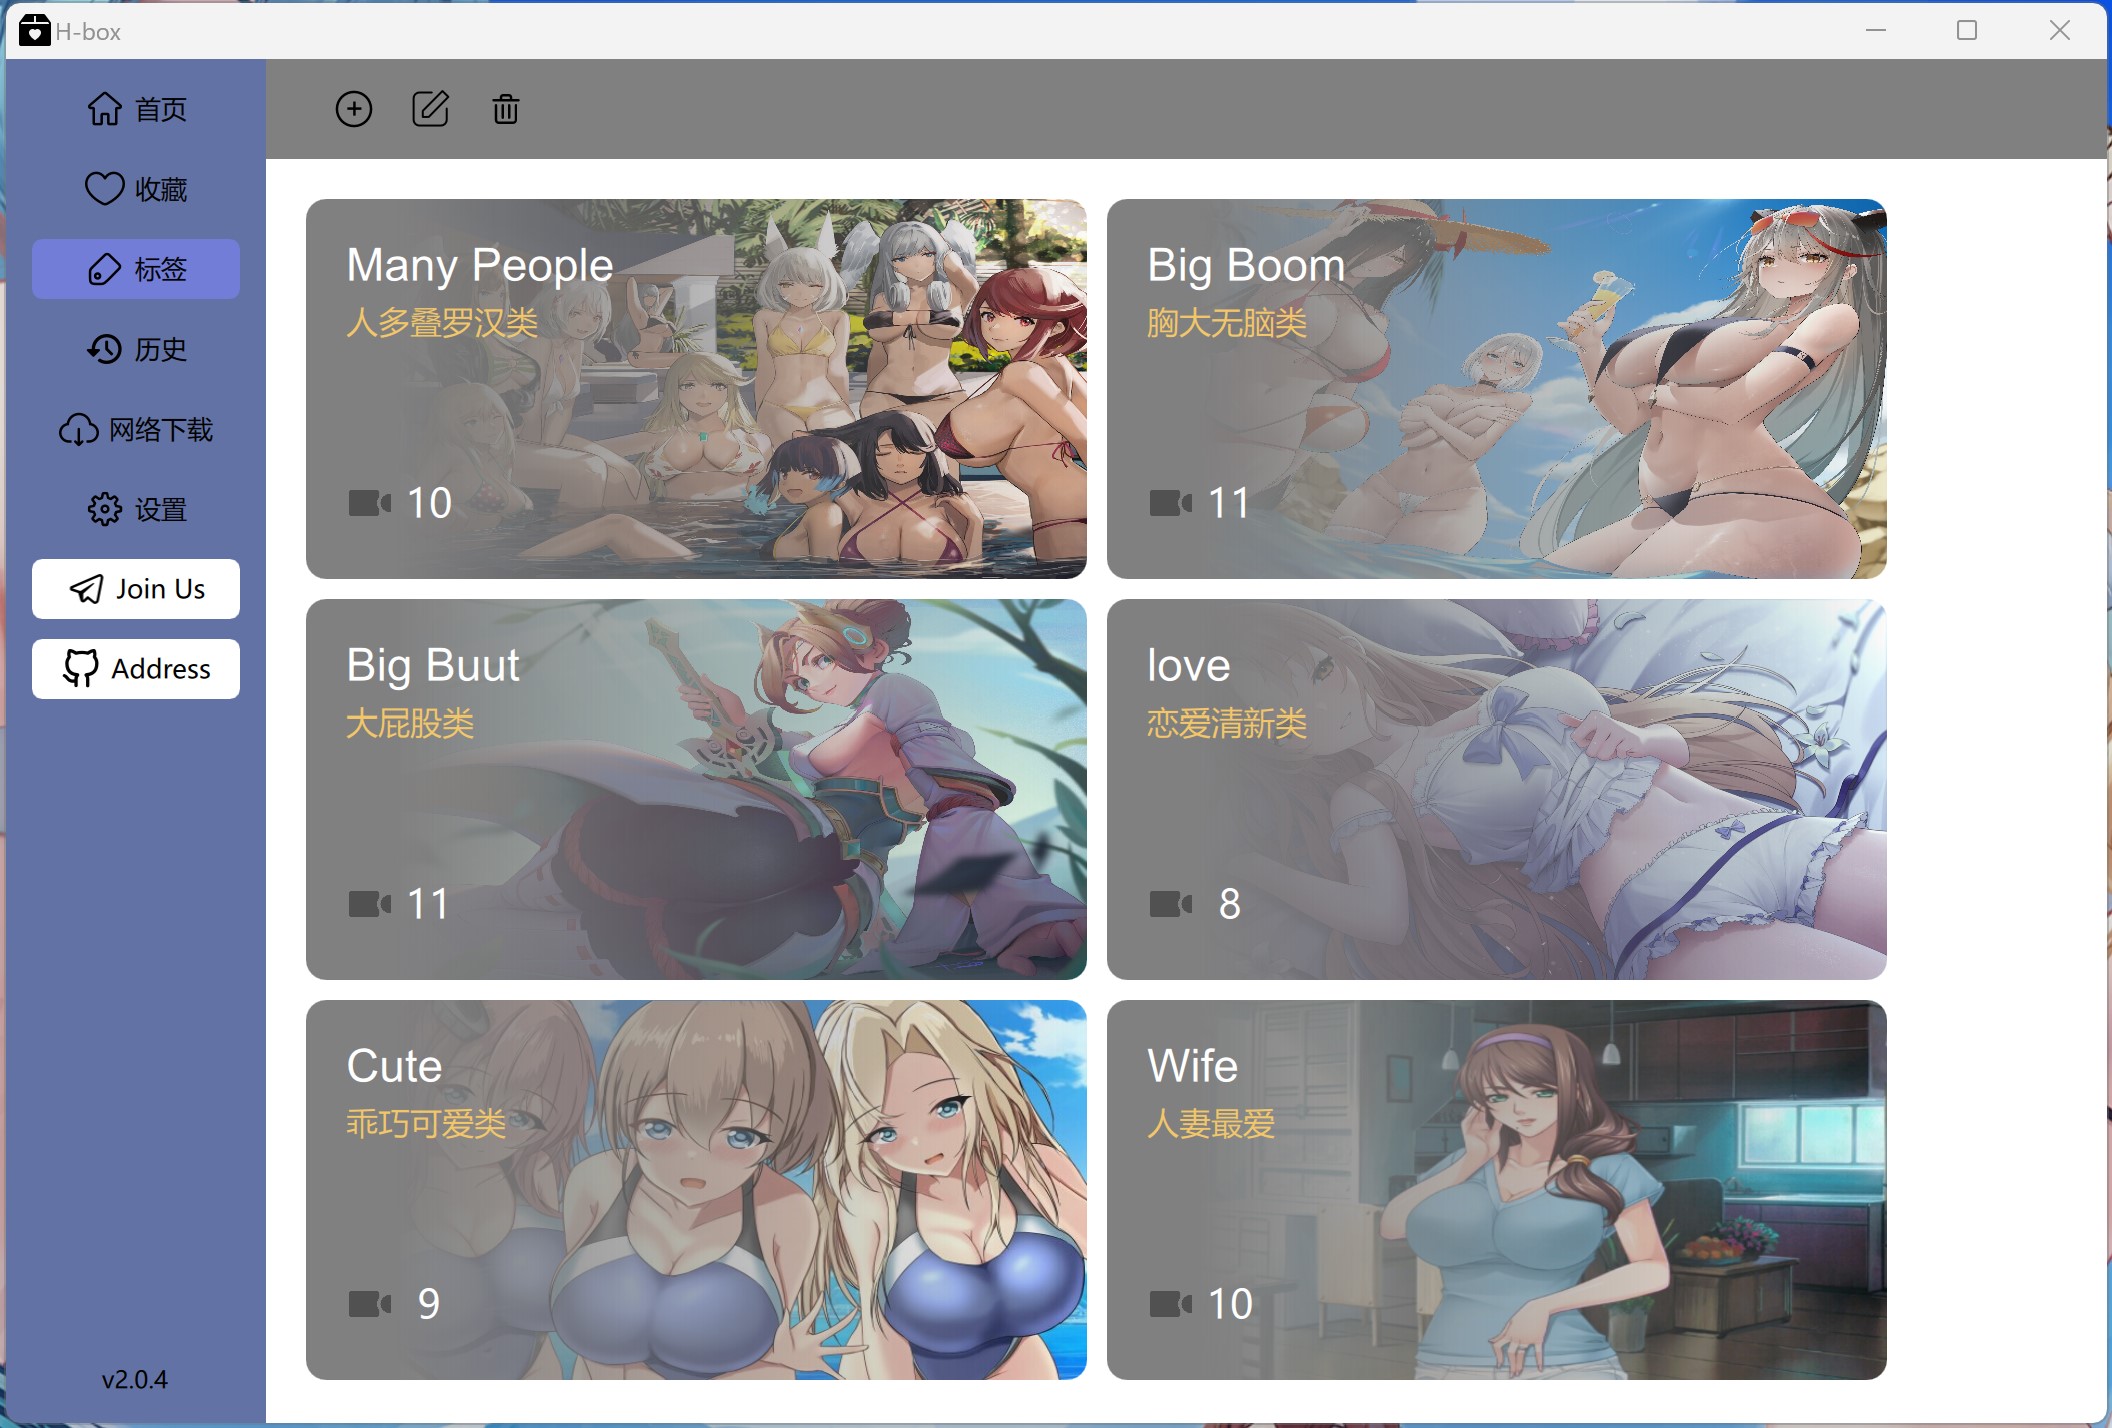 H-box
首页
收藏
标签
历史
网络下载
设置
Join Us
Address
v2.0.4
Many People
人多叠罗汉类
10
Big Boom
胸大无脑类
11
Big Buut
大屁股类
11
love
恋爱清新类
8
Cute
乖巧可爱类
9
Wife
人妻最爱
10